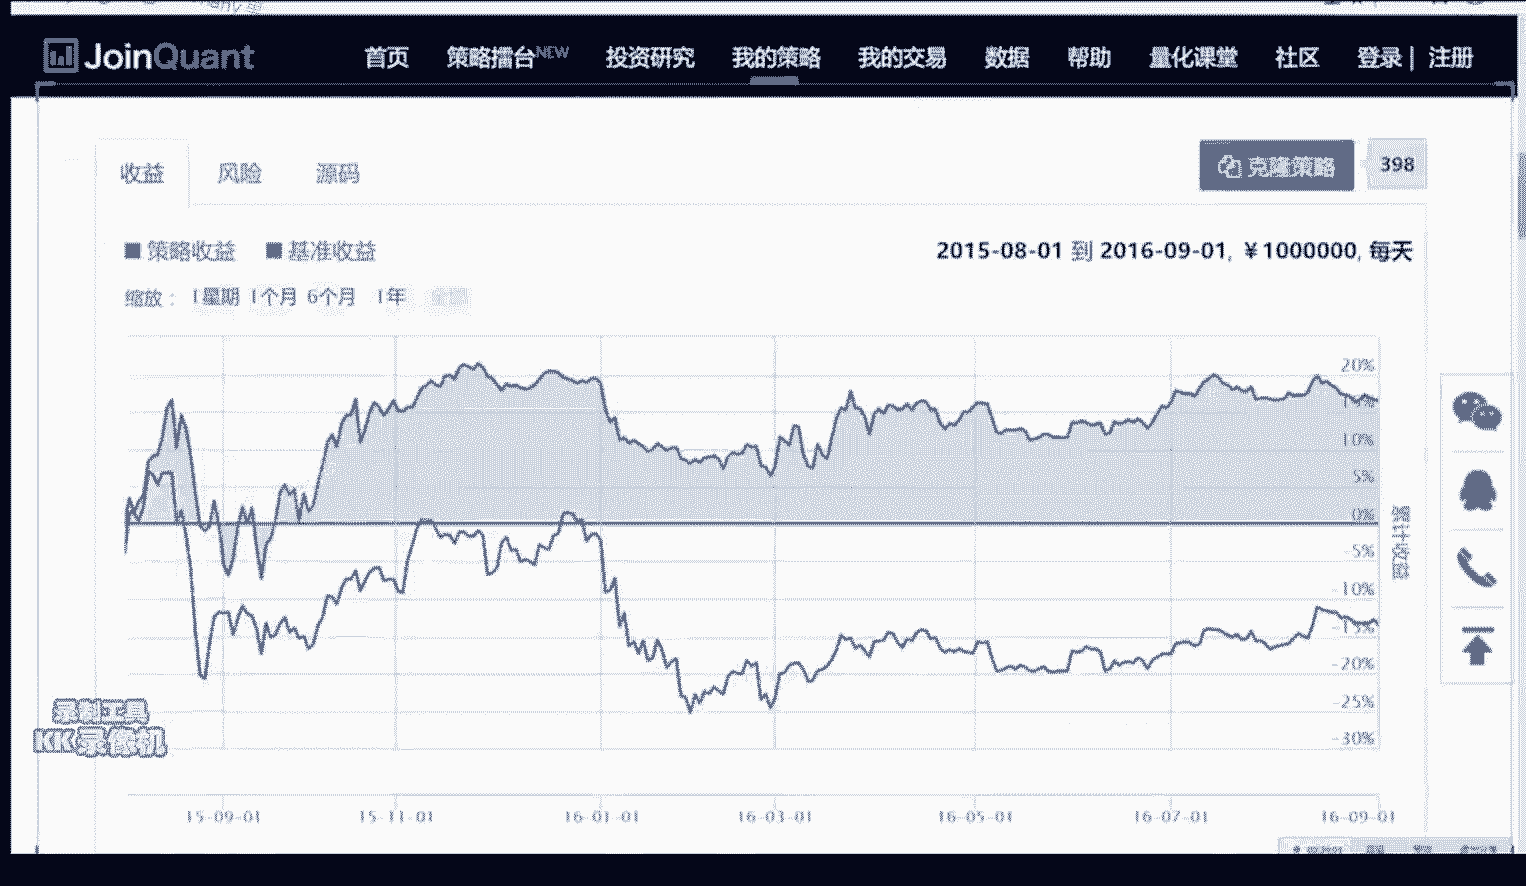 JoinQuant 首页 策略擂台NEW 投资研究 我的策略 我的交易 数据 帮助 量化课堂 社区 登录 | 注册
收益 风险 源码 克隆策略 398
策略收益 基准收益 2015-08-01 到 2016-09-01, ￥1000000, 每天
缩放: 1星期 1个月 6个月 1年 全部
20%
15%
10%
5%
0%
-5%
-10%
-15%
-20%
-25%
-30%
累计收益
录制工具
KK录像机
15-09-01 15-11-01 16-01-01 16-03-01 16-05-01 16-07-01 16-09-01